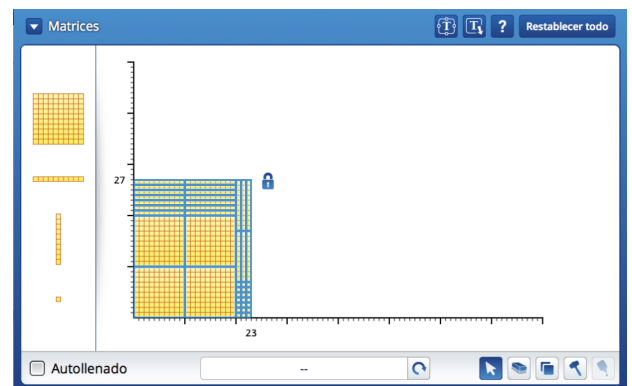 Matrices
T T ? Restablecer todo
27
23
Autollenado
--